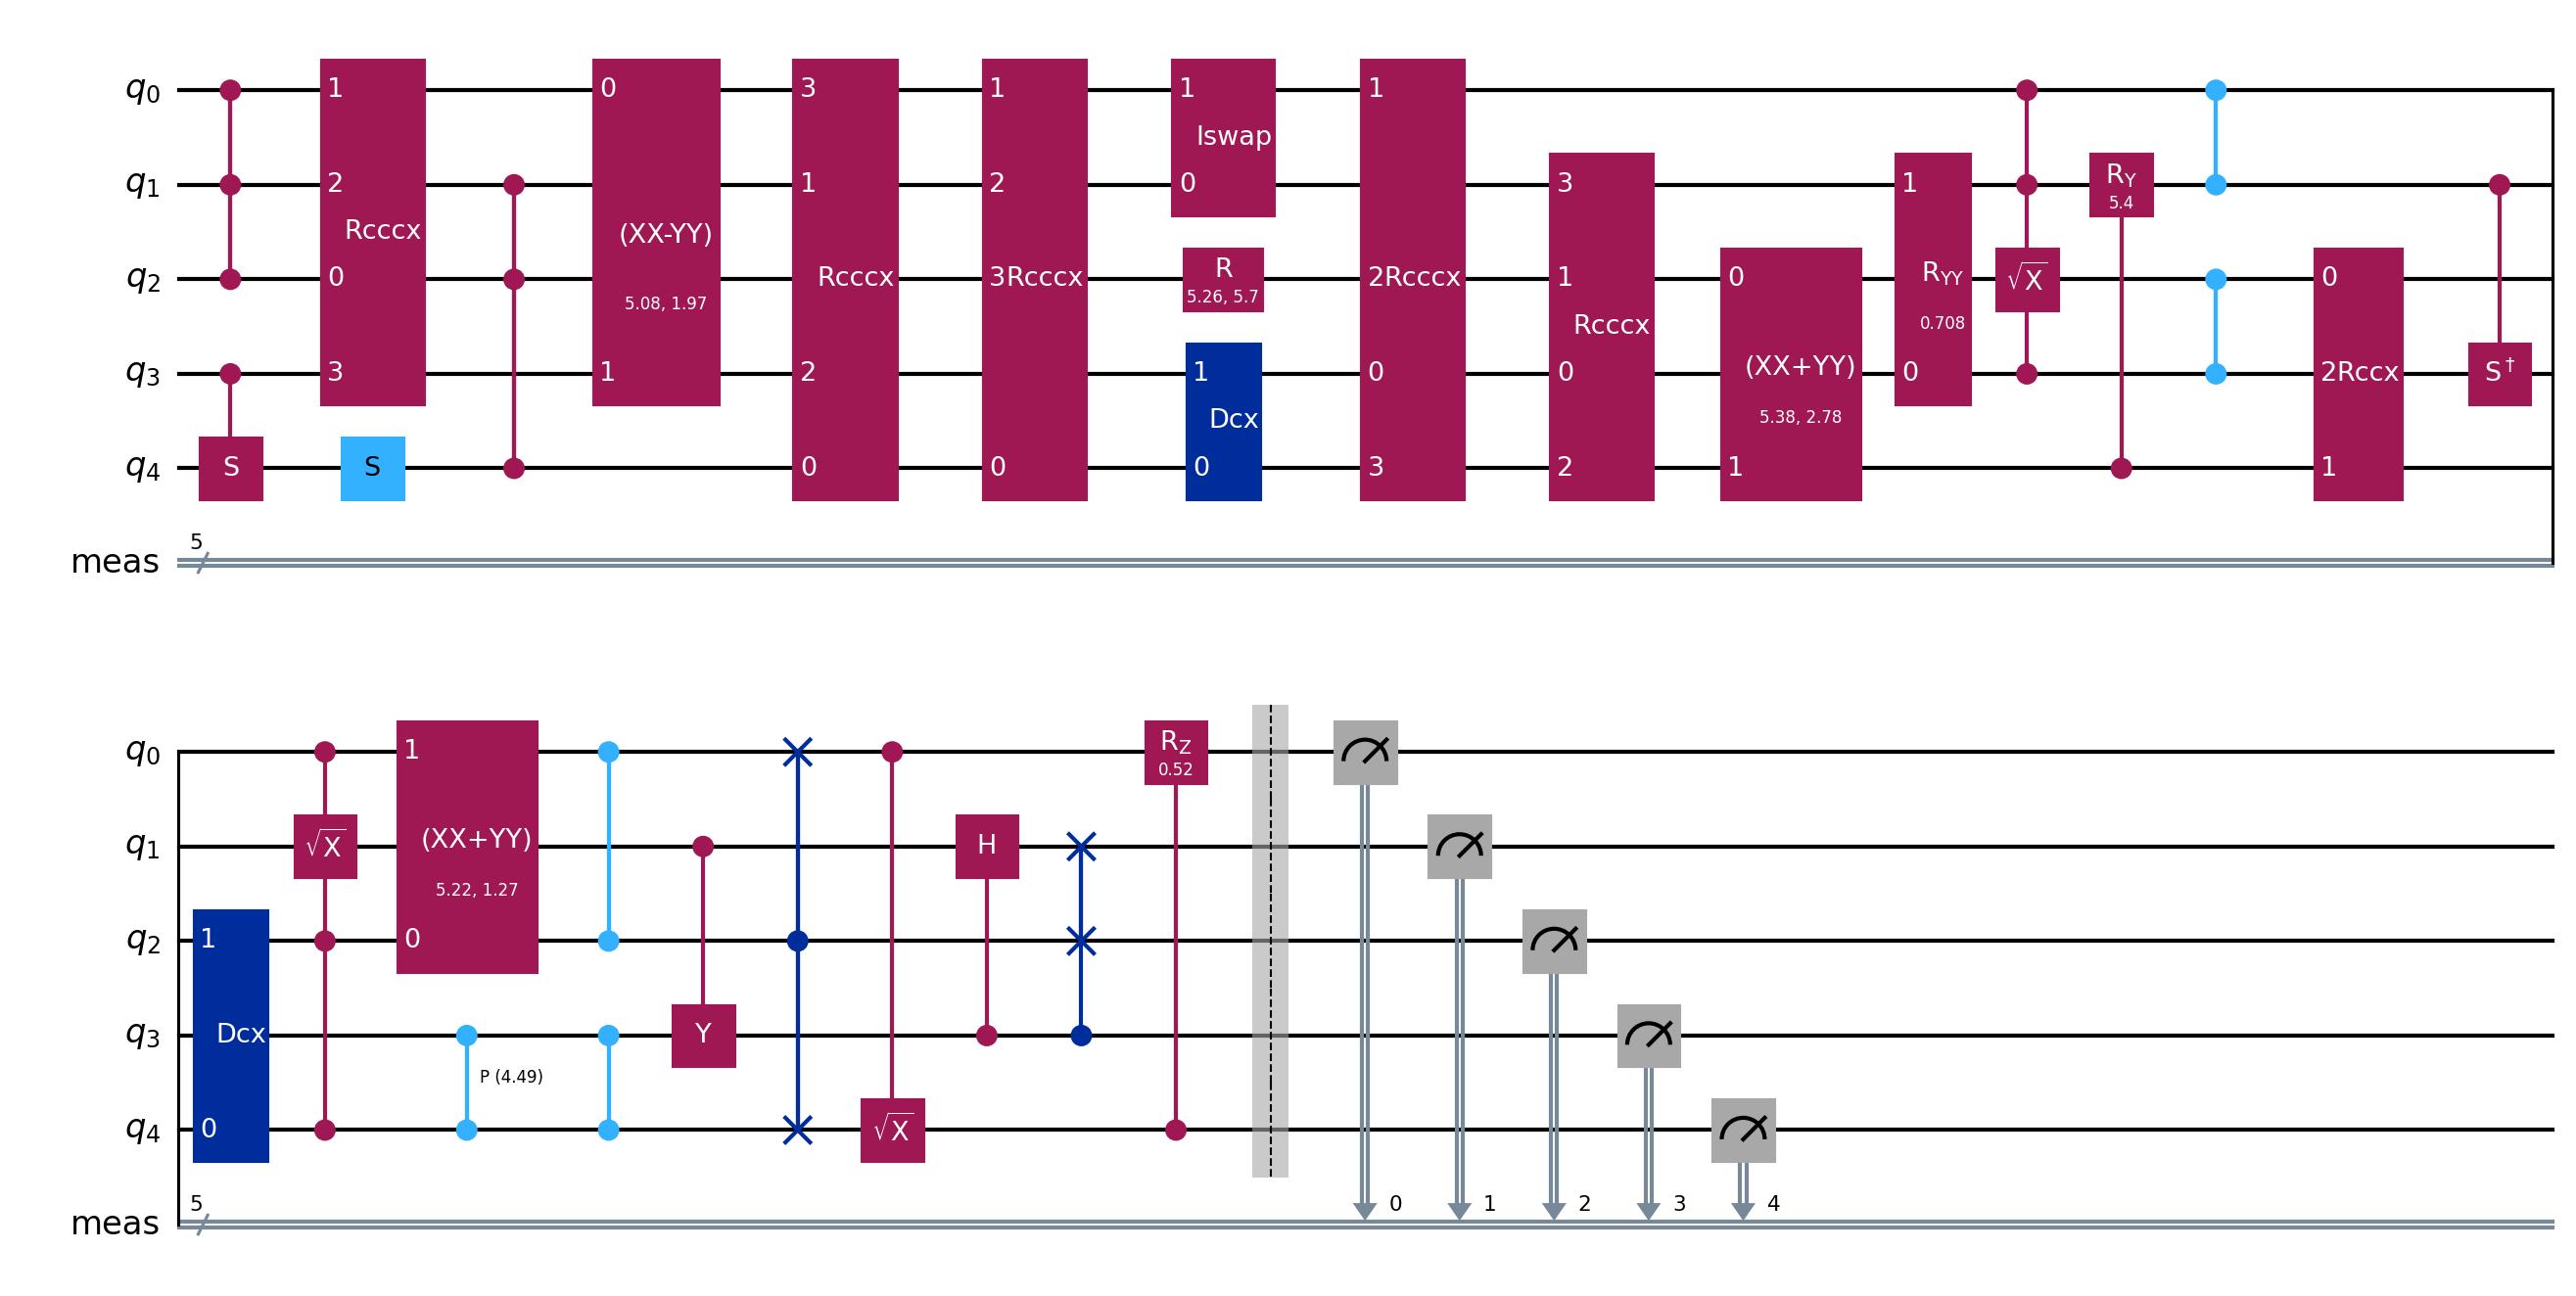 q0 1 0 3 1 1 1
Iswap
q1 2 2 1 2 0 3 1 RY 5.4
Rcccx (XX-YY) 5.08, 1.97
q2 0 Rcccx 3Rcccx R 5.26, 5.7 2Rcccx 1 0 RYY 0.708 √X 0
Rcccx
q3 3 1 2 1 0 0 (XX+YY) 5.38, 2.78 0 2Rccx S†
Dcx
q4 S S 0 0 0 3 2 1 1
meas 5
q0 1 RZ 0.52
q1 √X (XX+YY) 5.22, 1.27 H
q2 1 0
q3 Dcx Y
P (4.49)
q4 0 √X
meas 5 0 1 2 3 4